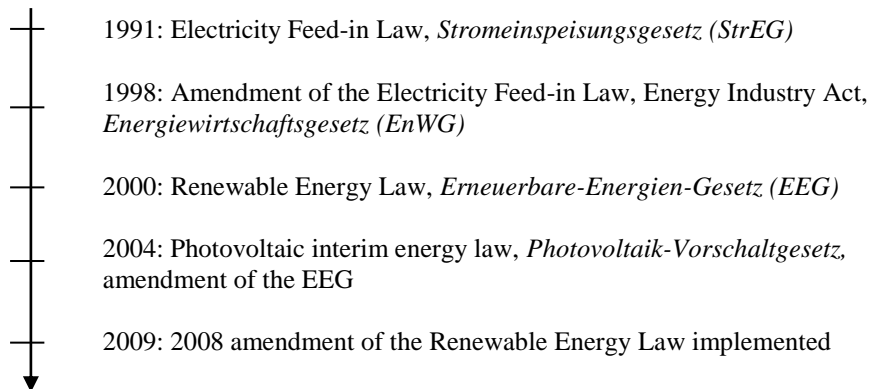 1991: Electricity Feed-in Law, Stromeinspeisungsgesetz (StrEG)
1998: Amendment of the Electricity Feed-in Law, Energy Industry Act,
Energiewirtschaftsgesetz (EnWG)
2000: Renewable Energy Law, Erneuerbare-Energien-Gesetz (EEG)
2004: Photovoltaic interim energy law, Photovoltaik-Vorschaltgesetz,
amendment of the EEG
2009: 2008 amendment of the Renewable Energy Law implemented